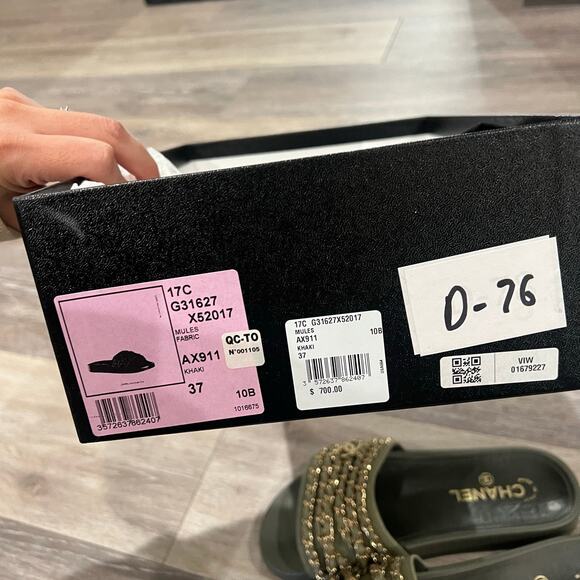 17C
G31627
X52017
MULES
FABRIC
QC-TO
N°001105
AX911
KHAKI
37
10B
1016675
3572637862407
17C G31627X52017
MULES
10B
AX911
KHAKI
37
3 572637 862407
$ 700.00
D-76
VIW
01679227
CHANEL